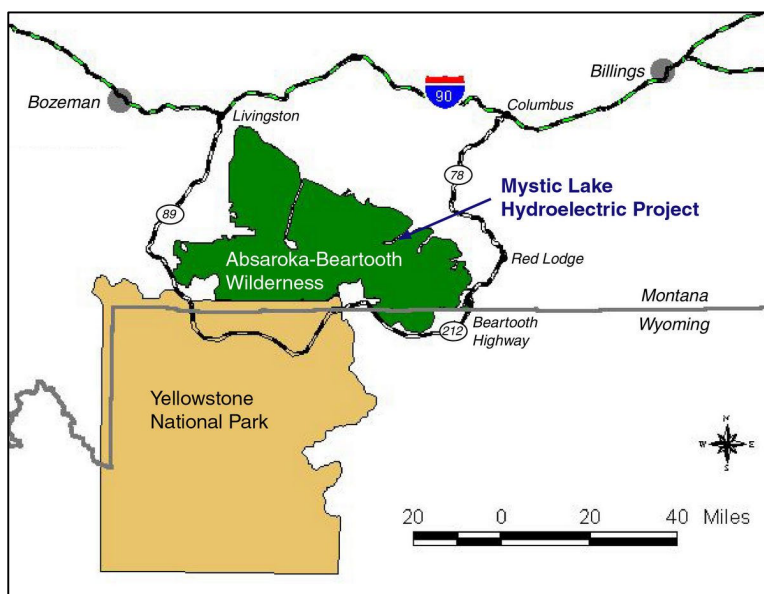 Billings
Bozeman
90
Columbus
Livingston
78
Mystic Lake
Hydroelectric Project
89
Absaroka-Beartooth
Wilderness
Red Lodge
Montana
Wyoming
212
Beartooth
Highway
Yellowstone
National Park
N
W E
S
20 0 20 40 Miles